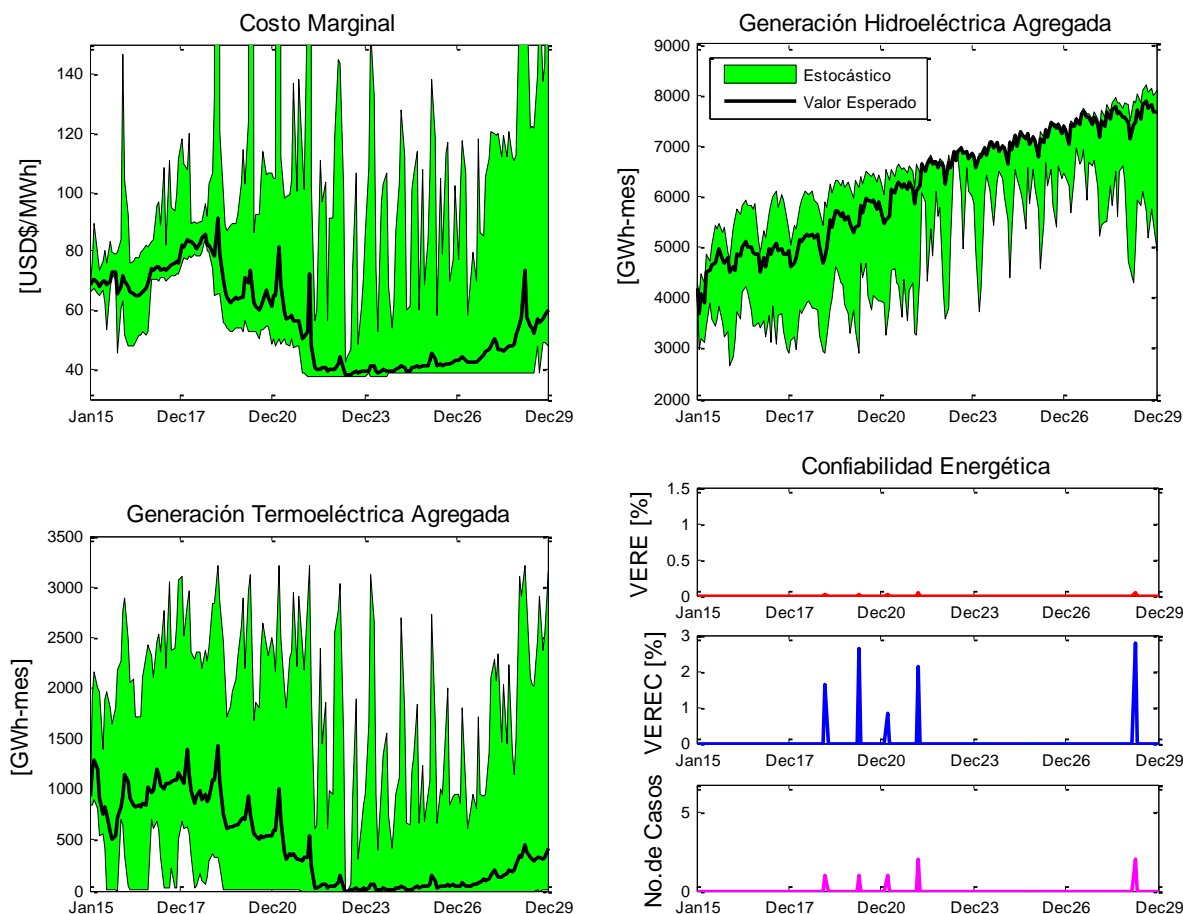 Costo Marginal
[USD$/MWh]
140
120
100
80
60
40
Jan15 Dec17 Dec20 Dec23 Dec26 Dec29
Generación Hidroeléctrica Agregada
Estocástico
Valor Esperado
[GWh-mes]
9000
8000
7000
6000
5000
4000
3000
2000
Jan15 Dec17 Dec20 Dec23 Dec26 Dec29
Generación Termoeléctrica Agregada
[GWh-mes]
3500
3000
2500
2000
1500
1000
500
0
Jan15 Dec17 Dec20 Dec23 Dec26 Dec29
Confiabilidad Energética
VERE [%]
1.5
1
0.5
0
Jan15 Dec17 Dec20 Dec23 Dec26 Dec29
VEREC [%]
3
2
1
0
Jan15 Dec17 Dec20 Dec23 Dec26 Dec29
No.de Casos
5
0
Jan15 Dec17 Dec20 Dec23 Dec26 Dec29